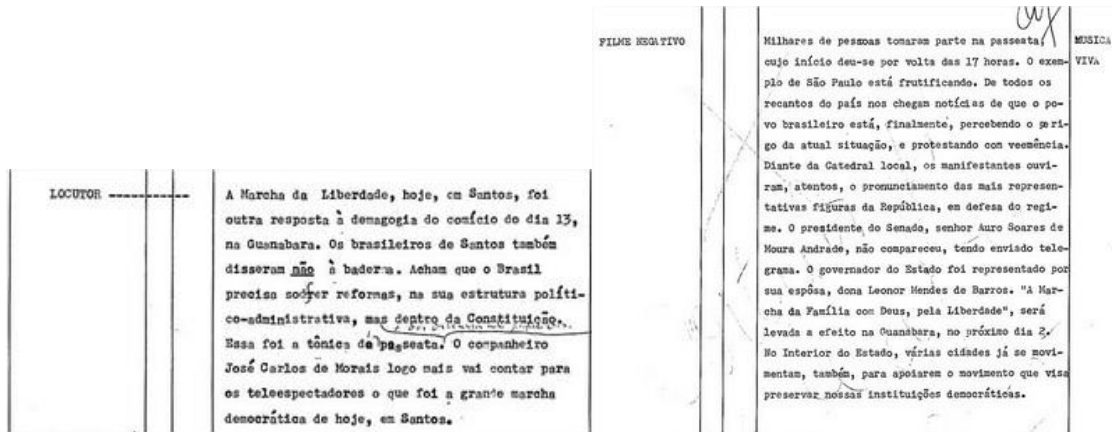 LOCUTOR -----------
A Marcha da Liberdade, hoje, em Santos, foi
outra resposta à demagogia do comício do dia 13,
na Guanabara. Os brasileiros de Santos também
disseram não à baderna. Acham que o Brasil
precisa sofrer reformas, na sua estrutura políti-
co-administrativa, mas dentro da Constituição.
Essa foi a tônica da passeata. O companheiro
José Carlos de Morais logo mais vai contar para
os teleespectadores o que foi a grande marcha
democrática de hoje, em Santos.
FILME NEGATIVO
Milhares de pessoas tomaram parte na passeata,
cujo início deu-se por volta das 17 horas. O exem-
plo de São Paulo está frutificando. De todos os
recantos do país nos chegam notícias de que o po-
vo brasileiro está, finalmente, percebendo o peri-
go da atual situação, e protestando com veemência.
Diante da Catedral local, os manifestantes ouvi-
ram, atentos, o pronunciamento das mais represen-
tativas figuras da República, em defesa do regi-
me. O presidente do Senado, senhor Auro Soares de
Moura Andrade, não compareceu, tendo enviado tele-
grama. O governador do Estado foi representado por
sua espôsa, dona Leonor Mendes de Barros. "A Mar-
cha da Família com Deus, pela Liberdade", será
levada a efeito na Guanabara, no próximo dia 2.
No Interior do Estado, várias cidades já se movi-
mentam, também, para apoiarem o movimento que visa
preservar nossas instituições democráticas.
MUSICA
VIVA